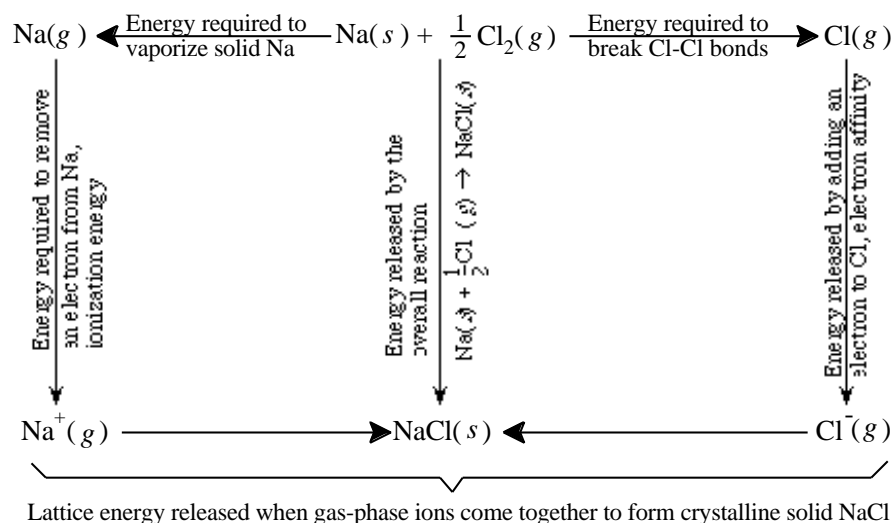 Na(g)
Energy required to
vaporize solid Na
Na(s) + 1/2 Cl₂(g)
Energy required to
break Cl-Cl bonds
Cl(g)
Energy required to remove
an electron from Na,
ionization energy
Energy released by the
overall reaction
Na(s) + 1/2 Cl (g) → NaCl(s)
Energy released by adding an
electron to Cl, electron affinity
Na⁺(g)
NaCl(s)
Cl⁻(g)
Lattice energy released when gas-phase ions come together to form crystalline solid NaCl